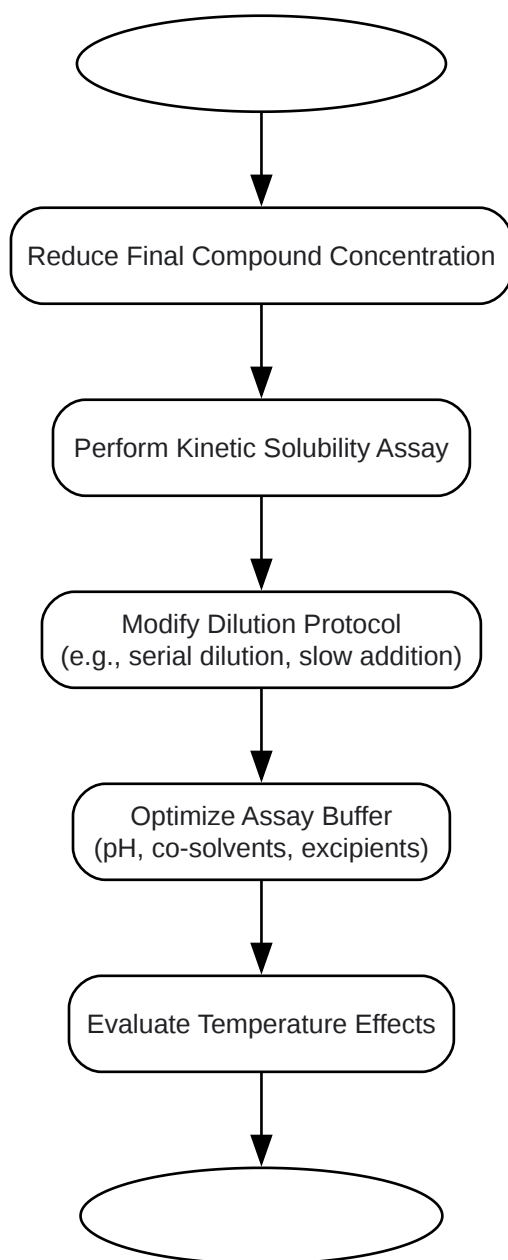 Reduce Final Compound Concentration
Perform Kinetic Solubility Assay
Modify Dilution Protocol
(e.g., serial dilution, slow addition)
Optimize Assay Buffer
(pH, co-solvents, excipients)
Evaluate Temperature Effects